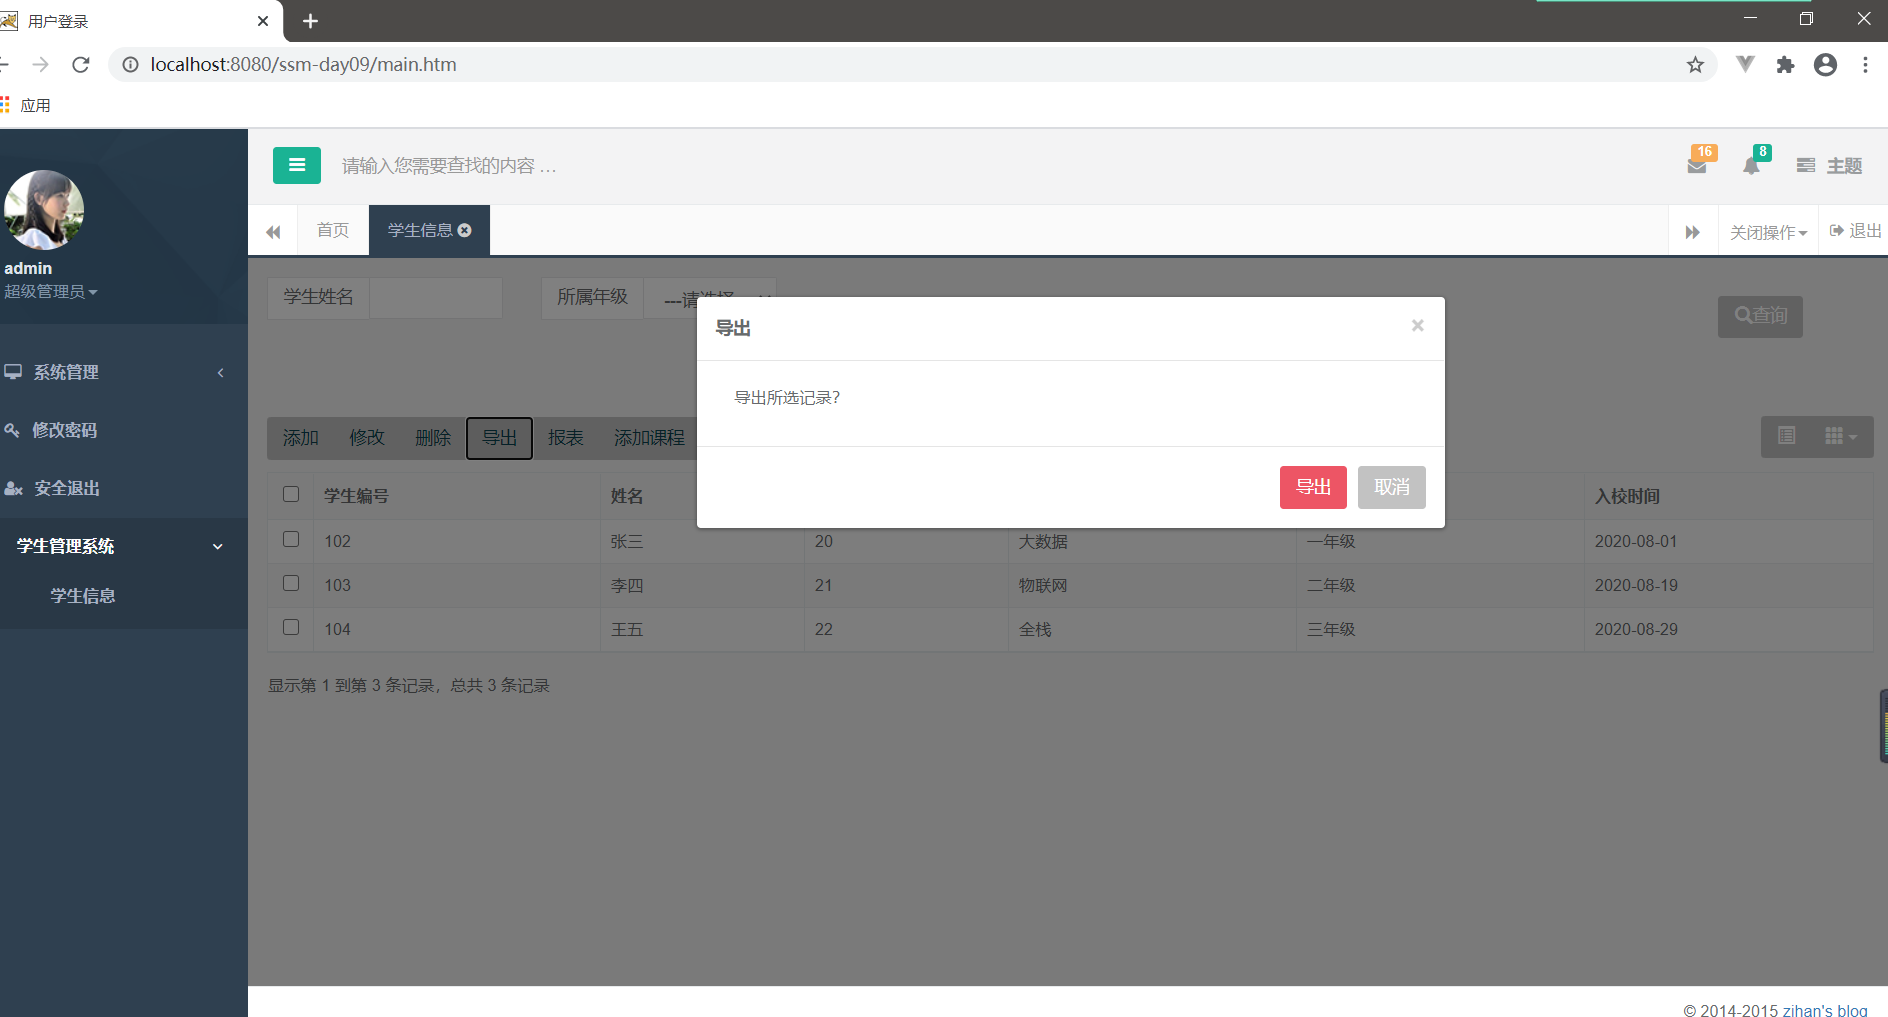 用户登录
localhost:8080/ssm-day09/main.htm
应用
admin
超级管理员
系统管理
修改密码
安全退出
学生管理系统
学生信息
请输入您需要查找的内容 …
16
8
主题
首页
学生信息
关闭操作
退出
学生姓名
所属年级
---请选择
查询
导出
导出所选记录?
导出
取消
添加
修改
删除
导出
报表
添加课程
学生编号 姓名 入校时间
102 张三 20 大数据 一年级 2020-08-01
103 李四 21 物联网 二年级 2020-08-19
104 王五 22 全栈 三年级 2020-08-29
显示第 1 到第 3 条记录，总共 3 条记录
© 2014-2015 zihan's blog